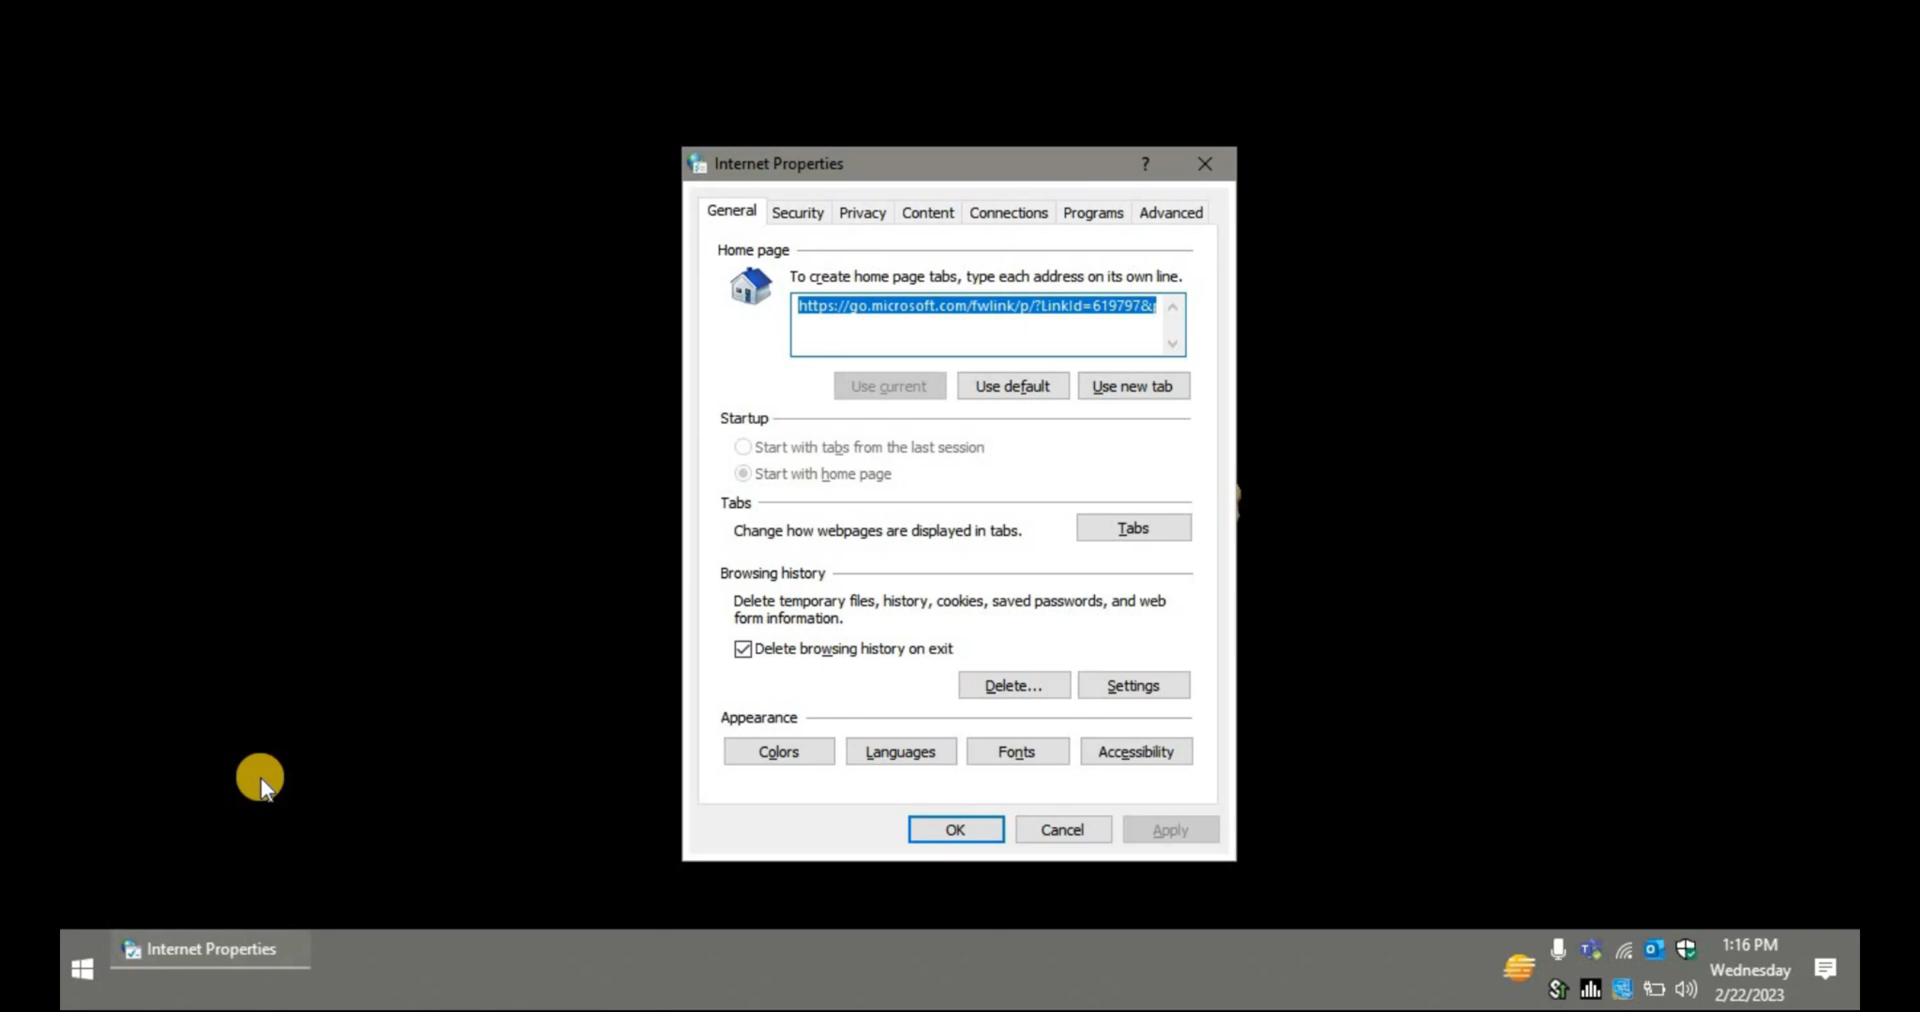 Internet Properties
?
General Security Privacy Content Connections Programs Advanced
Home page
To create home page tabs, type each address on its own line.
https://go.microsoft.com/fwlink/p/?LinkId=619797&
Use current Use default Use new tab
Startup
Start with tabs from the last session
Start with home page
Tabs
Change how webpages are displayed in tabs. Tabs
Browsing history
Delete temporary files, history, cookies, saved passwords, and web
form information.
Delete browsing history on exit
Delete... Settings
Appearance
Colors Languages Fonts Accessibility
OK Cancel Apply
Internet Properties
1:16 PM
Wednesday
2/22/2023